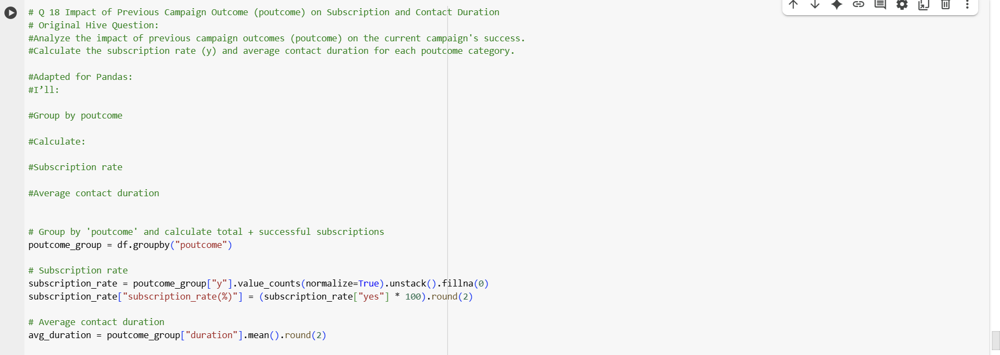 # Q 18 Impact of Previous Campaign Outcome (poutcome) on Subscription and Contact Duration
# Original Hive Question:
#Analyze the impact of previous campaign outcomes (poutcome) on the current campaign's success.
#Calculate the subscription rate (y) and average contact duration for each poutcome category.
#Adapted for Pandas:
#I’ll:
#Group by poutcome
#Calculate:
#Subscription rate
#Average contact duration
# Group by 'poutcome' and calculate total + successful subscriptions
poutcome_group = df.groupby("poutcome")
# Subscription rate
subscription_rate = poutcome_group["y"].value_counts(normalize=True).unstack().fillna(0)
subscription_rate["subscription_rate(%)"] = (subscription_rate["yes"] * 100).round(2)
# Average contact duration
avg_duration = poutcome_group["duration"].mean().round(2)